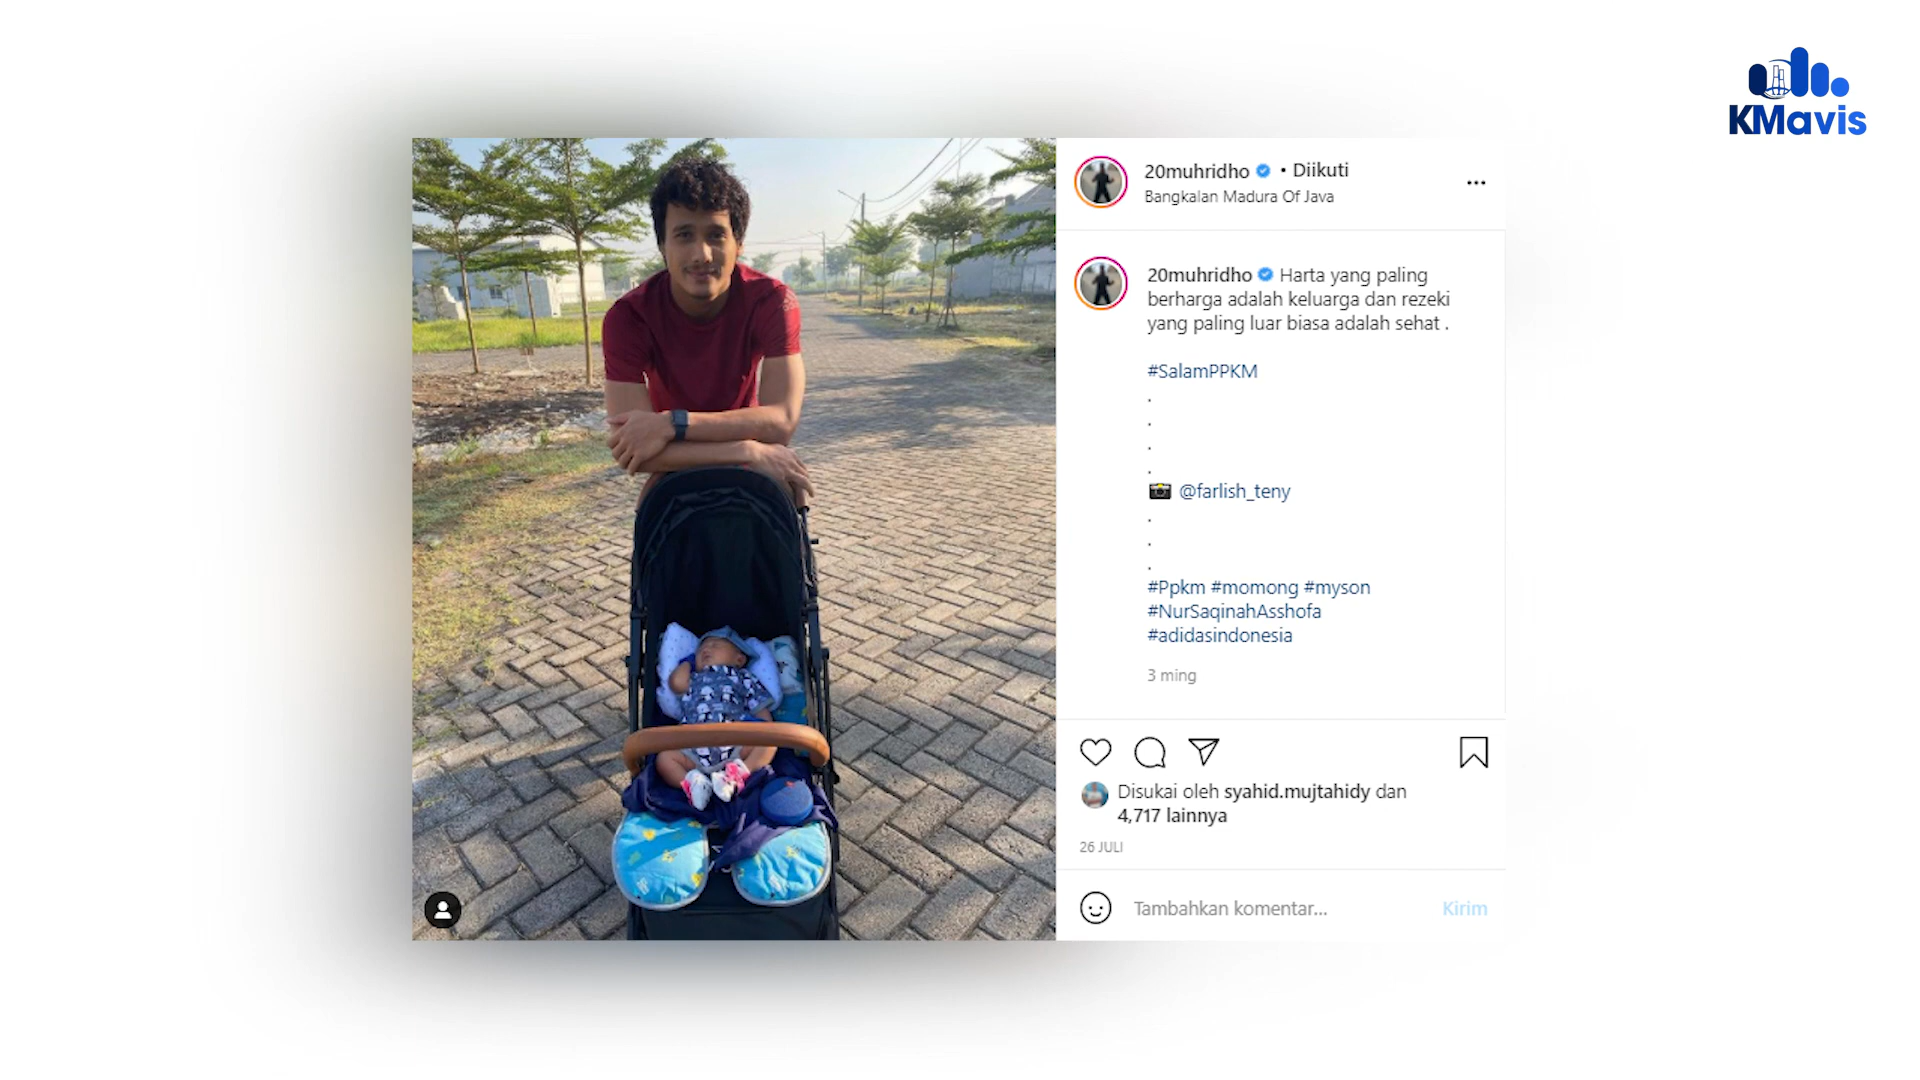 KMavis
20muhridho • Diikuti
Bangkalan Madura Of Java
20muhridho Harta yang paling
berharga adalah keluarga dan rezeki
yang paling luar biasa adalah sehat .
#SalamPPKM
.
.
.
.
📷 @farlish_teny
.
.
.
#Ppkm #momong #myson
#NurSaqinahAsshofa
#adidasindonesia
3 ming
Disukai oleh syahid.mujtahidy dan
4,717 lainnya
26 JULI
Tambahkan komentar... Kirim